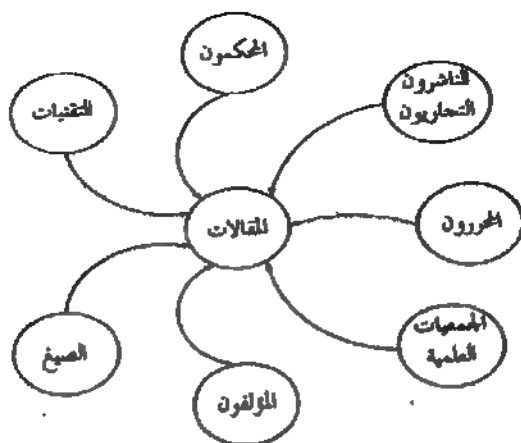 المحكمون
الناشرون
التجاريون
التقنيات
المحررون
المقالات
الجمعيات
العلمية
الصيغ
المؤلفون